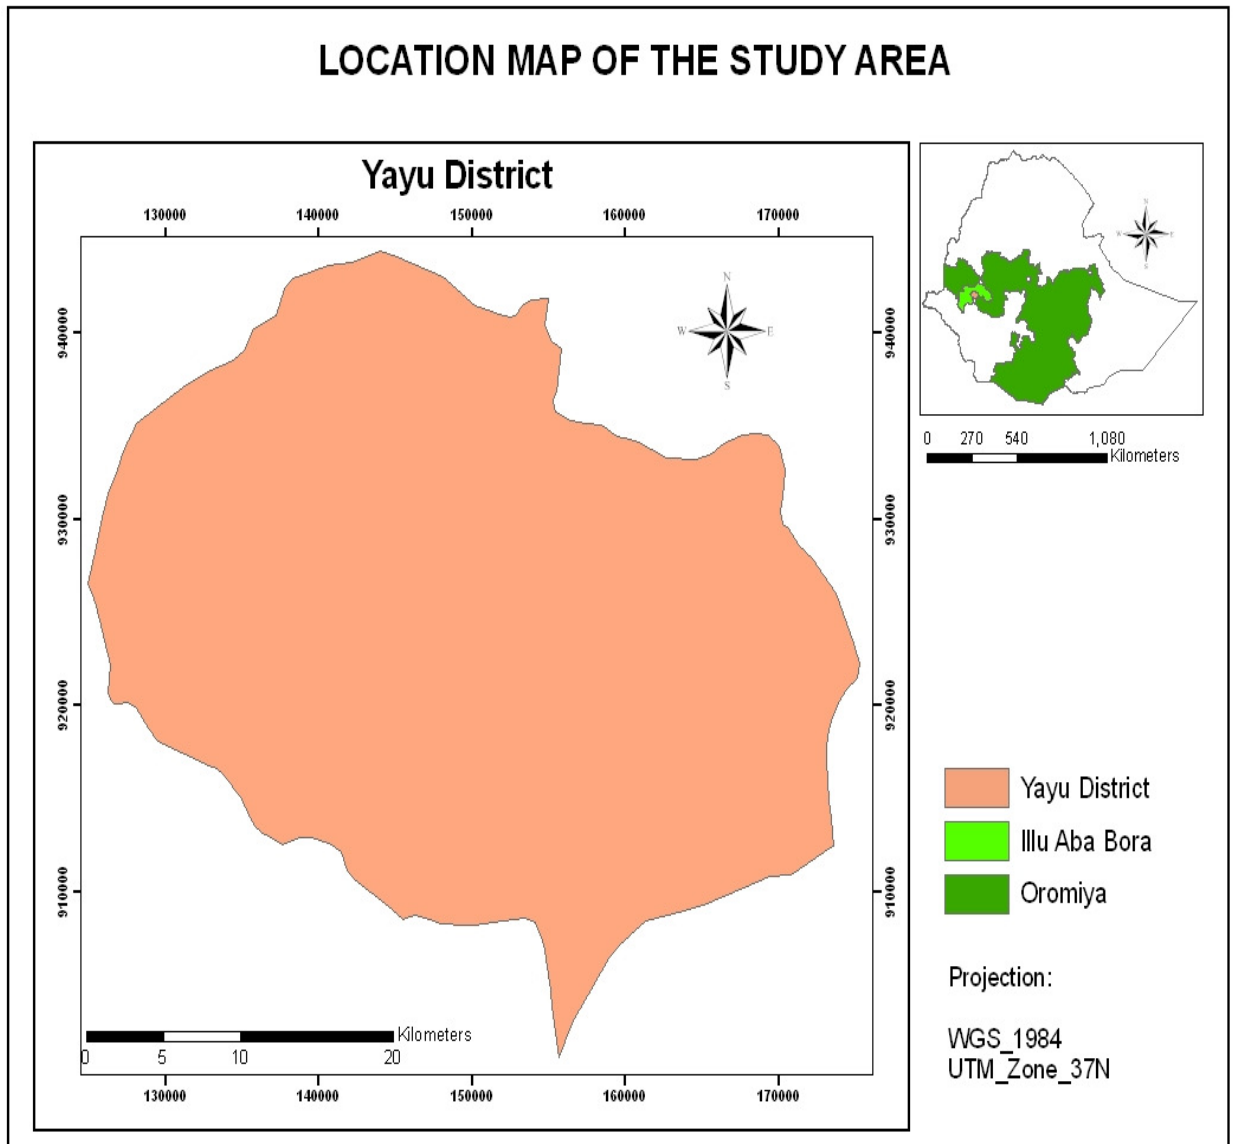 LOCATION MAP OF THE STUDY AREA
Yayu District
130000 140000 150000 160000 170000
940000 940000
930000 930000
920000 920000
910000 910000
N
W E
S
Kilometers
0 5 10 20
130000 140000 150000 160000 170000
N
W E
S
0 270 540 1,080
Kilometers
Yayu District
Illu Aba Bora
Oromiya
Projection:
WGS_1984
UTM_Zone_37N